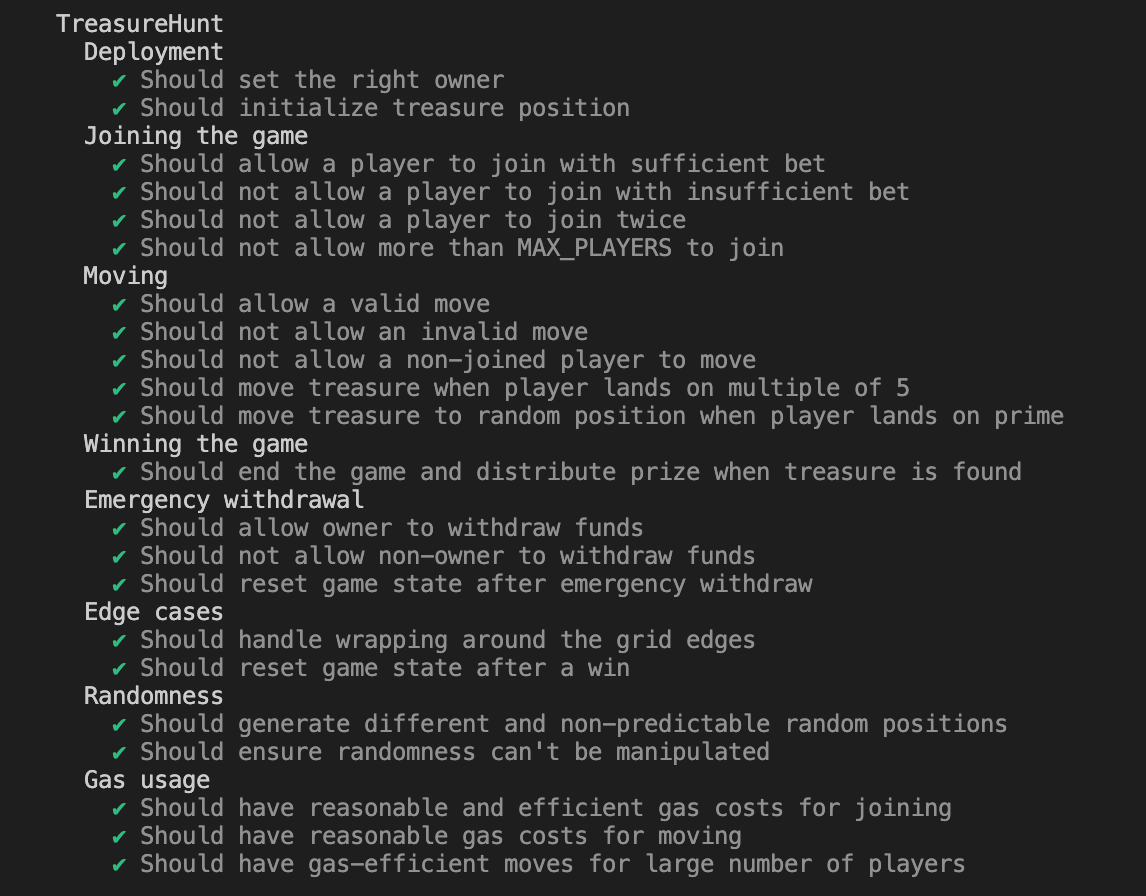 TreasureHunt
Deployment
✔ Should set the right owner
✔ Should initialize treasure position
Joining the game
✔ Should allow a player to join with sufficient bet
✔ Should not allow a player to join with insufficient bet
✔ Should not allow a player to join twice
✔ Should not allow more than MAX_PLAYERS to join
Moving
✔ Should allow a valid move
✔ Should not allow an invalid move
✔ Should not allow a non-joined player to move
✔ Should move treasure when player lands on multiple of 5
✔ Should move treasure to random position when player lands on prime
Winning the game
✔ Should end the game and distribute prize when treasure is found
Emergency withdrawal
✔ Should allow owner to withdraw funds
✔ Should not allow non-owner to withdraw funds
✔ Should reset game state after emergency withdraw
Edge cases
✔ Should handle wrapping around the grid edges
✔ Should reset game state after a win
Randomness
✔ Should generate different and non-predictable random positions
✔ Should ensure randomness can't be manipulated
Gas usage
✔ Should have reasonable and efficient gas costs for joining
✔ Should have reasonable gas costs for moving
✔ Should have gas-efficient moves for large number of players